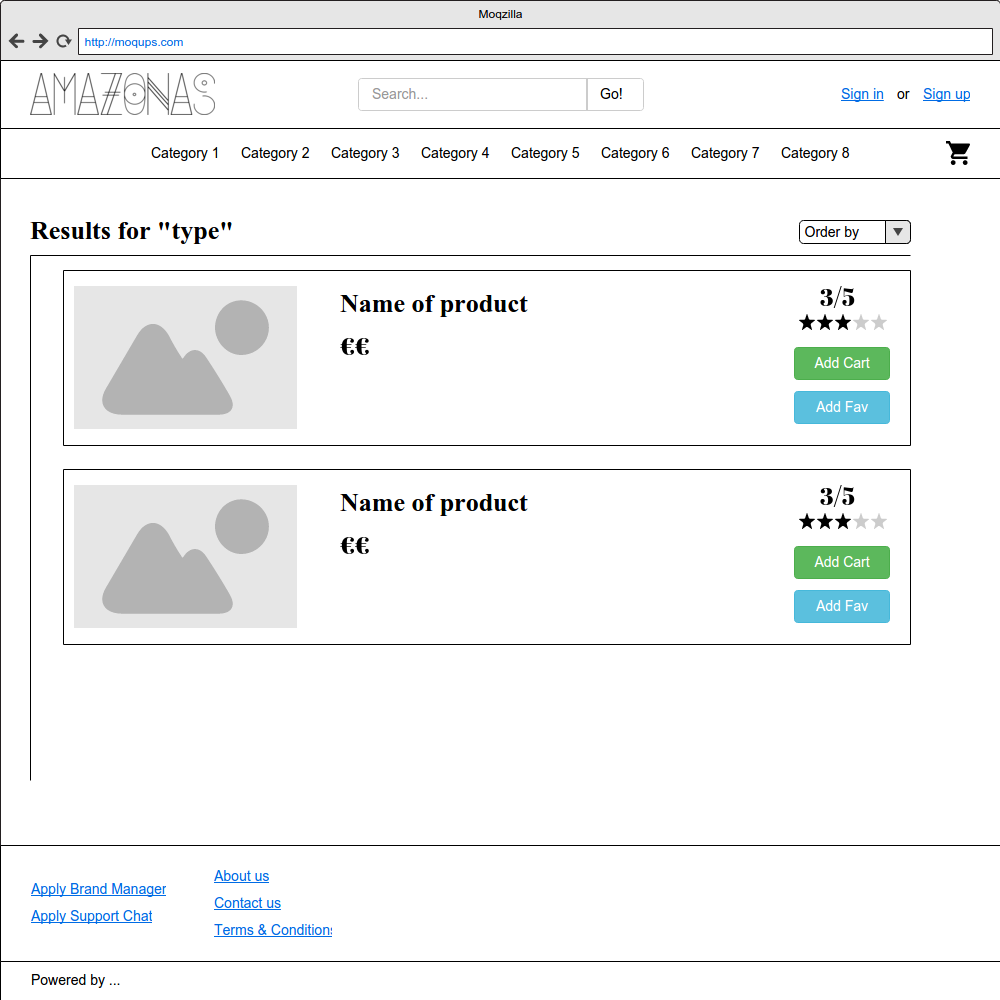 Moqzilla
http://moqups.com
AMAZZONAS
Search... Go!
Sign in or Sign up
Category 1 Category 2 Category 3 Category 4 Category 5 Category 6 Category 7 Category 8
Results for "type"
Order by
Name of product
€€
3/5
Add Cart
Add Fav
Name of product
€€
3/5
Add Cart
Add Fav
Apply Brand Manager
Apply Support Chat
About us
Contact us
Terms & Conditions
Powered by ...